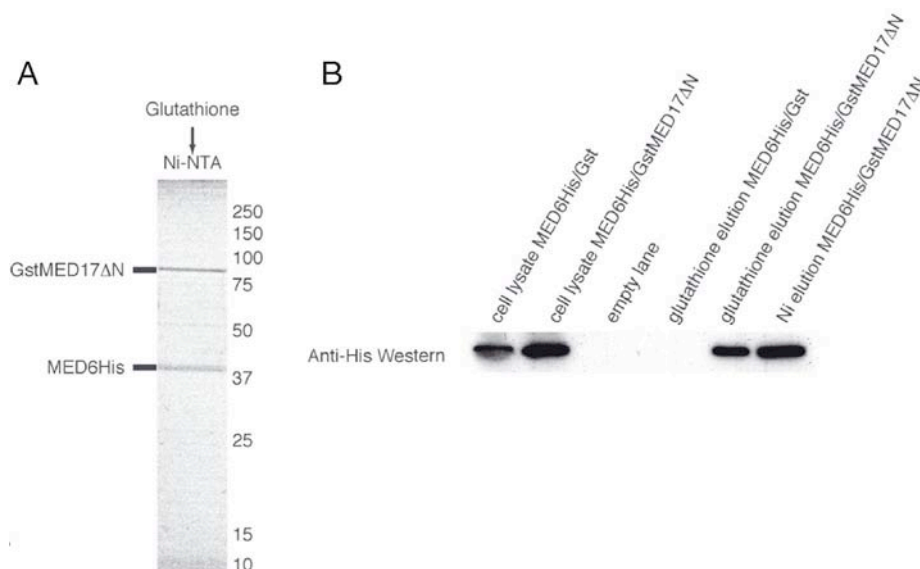 A
Glutathione
Ni-NTA
250
150
100
GstMED17ΔN
75
50
MED6His
37
25
15
10
B
cell lysate MED6His/Gst
cell lysate MED6His/GstMED17ΔN
empty lane
glutathione elution MED6His/Gst
glutathione elution MED6His/GstMED17ΔN
Ni elution MED6His/GstMED17ΔN
Anti-His Western